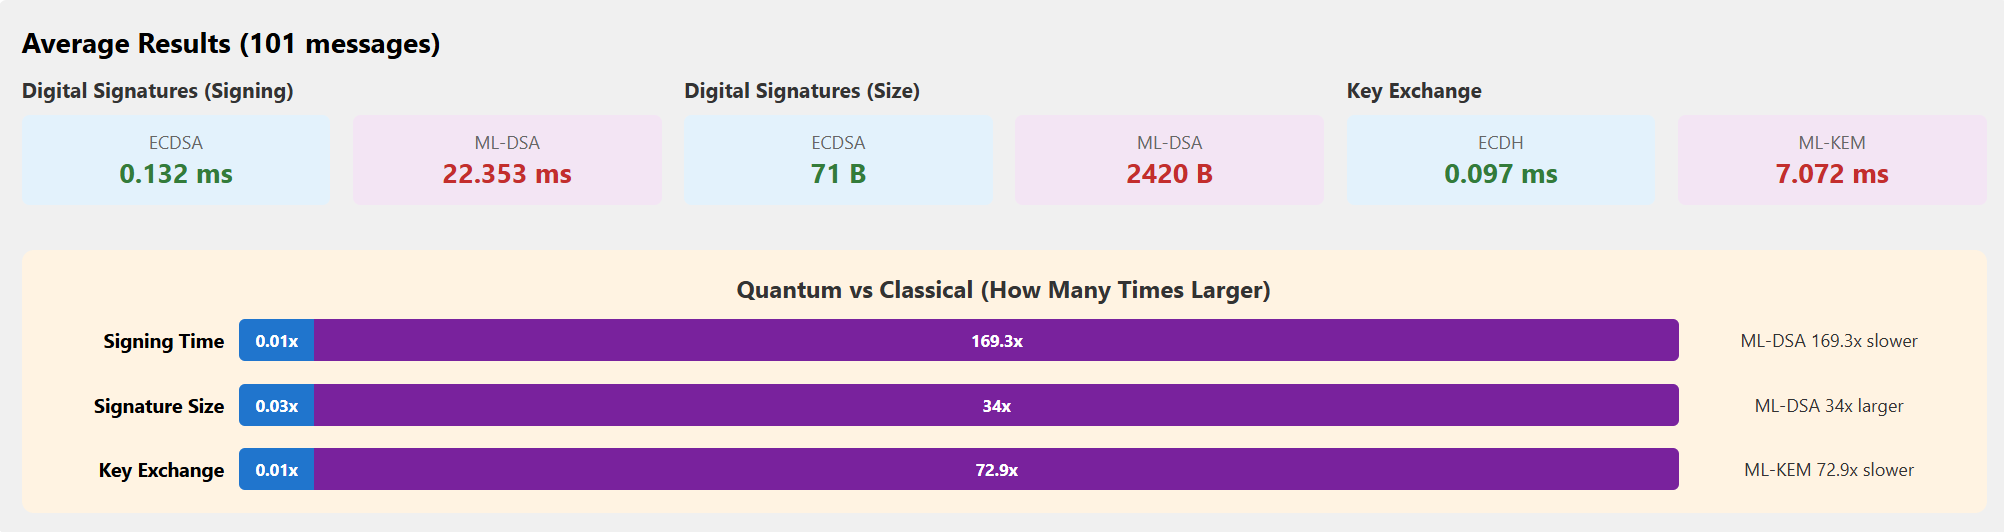 Average Results (101 messages)
Digital Signatures (Signing)
ECDSA
0.132 ms
ML-DSA
22.353 ms
Digital Signatures (Size)
ECDSA
71 B
ML-DSA
2420 B
Key Exchange
ECDH
0.097 ms
ML-KEM
7.072 ms
Quantum vs Classical (How Many Times Larger)
Signing Time 0.01x 169.3x ML-DSA 169.3x slower
Signature Size 0.03x 34x ML-DSA 34x larger
Key Exchange 0.01x 72.9x ML-KEM 72.9x slower